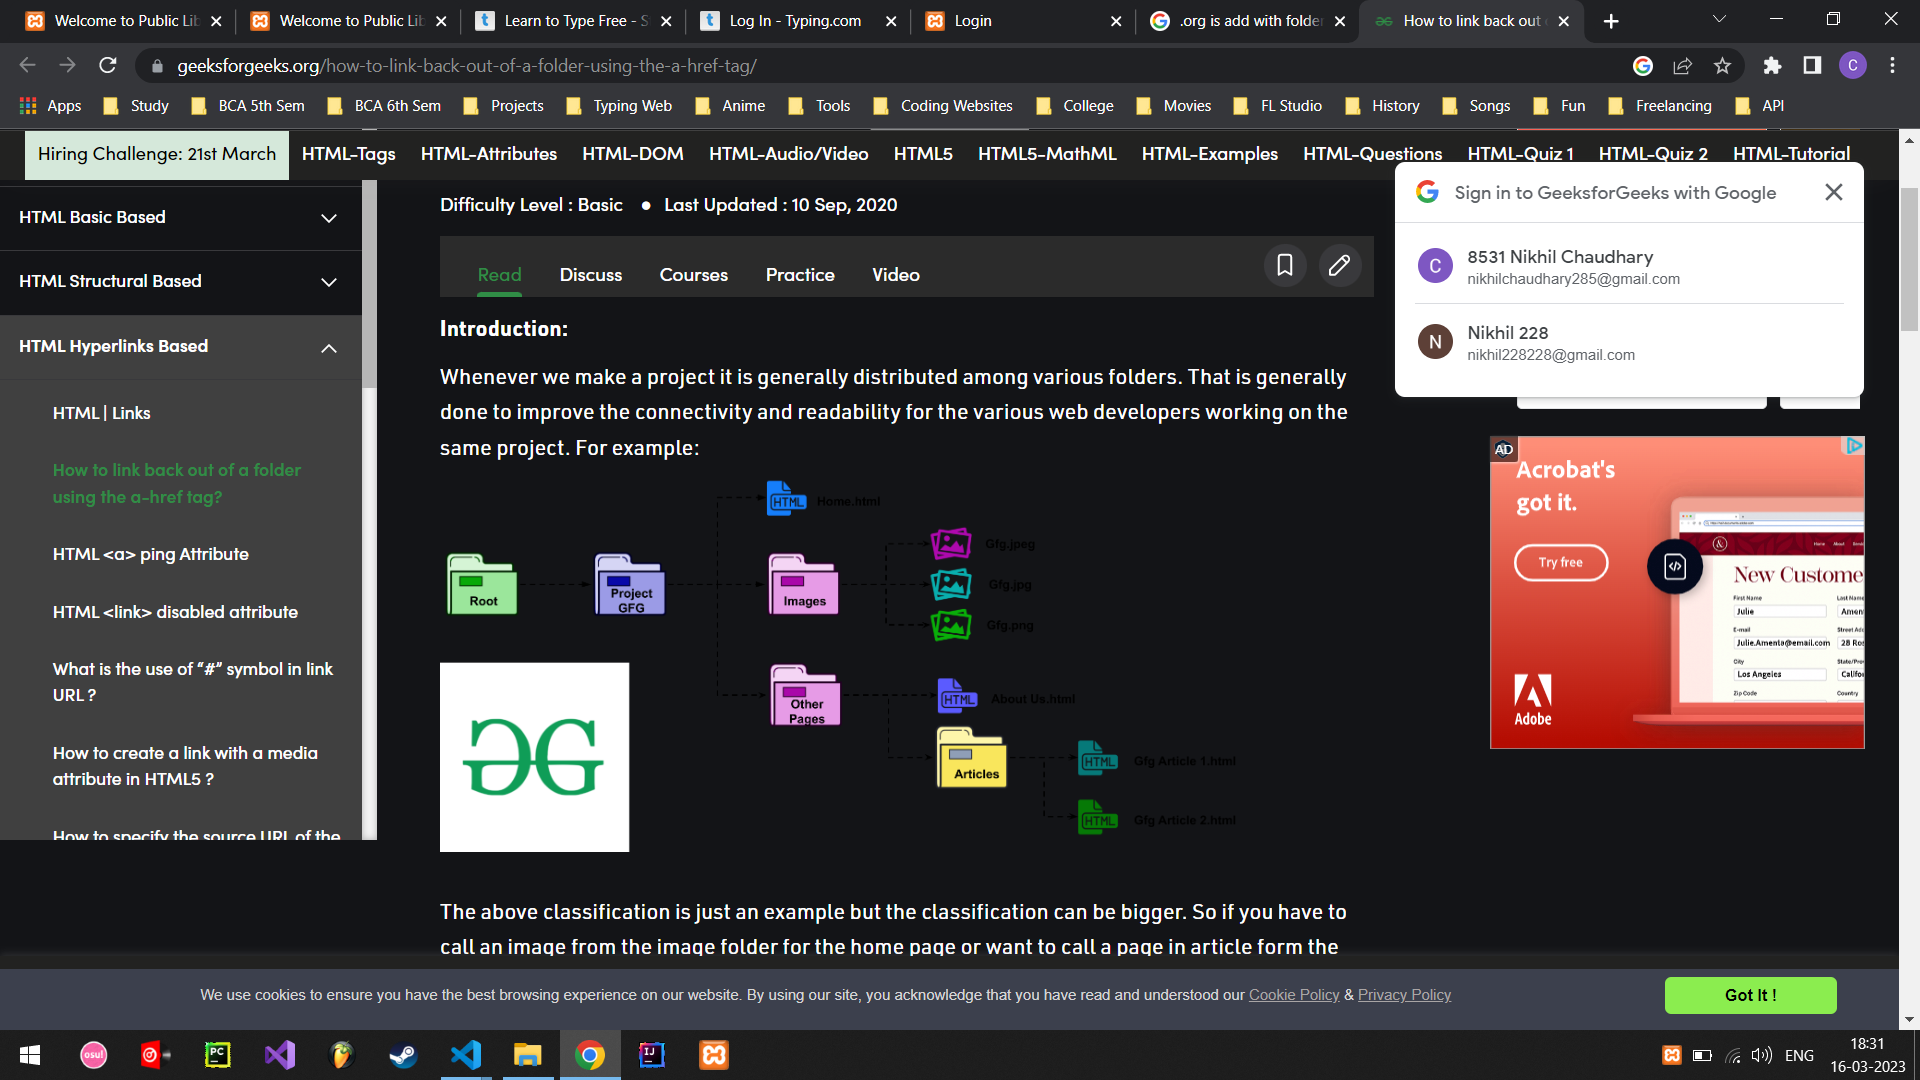 Welcome to Public Lib
Welcome to Public Lib
Learn to Type Free - S
Log In - Typing.com
Login
.org is add with folder
How to link back out
geeksforgeeks.org/how-to-link-back-out-of-a-folder-using-the-a-href-tag/
C
Apps Study BCA 5th Sem BCA 6th Sem Projects Typing Web Anime Tools Coding Websites College Movies FL Studio History Songs Fun Freelancing API
Hiring Challenge: 21st March HTML-Tags HTML-Attributes HTML-DOM HTML-Audio/Video HTML5 HTML5-MathML HTML-Examples HTML-Questions HTML-Quiz 1 HTML-Quiz 2 HTML-Tutorial
HTML Basic Based
HTML Structural Based
HTML Hyperlinks Based
HTML | Links
How to link back out of a folder
using the a-href tag?
HTML <a> ping Attribute
HTML <link> disabled attribute
What is the use of “#” symbol in link
URL ?
How to create a link with a media
attribute in HTML5 ?
How to specify the source URL of the
Difficulty Level : Basic ● Last Updated : 10 Sep, 2020
Read Discuss Courses Practice Video
Introduction:
Whenever we make a project it is generally distributed among various folders. That is generally
done to improve the connectivity and readability for the various web developers working on the
same project. For example:
HTML Home.html
Root
Project
GFG
Images
Gfg.jpeg
Gfg.jpg
Gfg.png
Other
Pages
HTML About Us.html
Articles
HTML Gfg Article 1.html
HTML Gfg Article 2.html
The above classification is just an example but the classification can be bigger. So if you have to
call an image from the image folder for the home page or want to call a page in article form the
Sign in to GeeksforGeeks with Google
C
8531 Nikhil Chaudhary
nikhilchaudhary285@gmail.com
N
Nikhil 228
nikhil228228@gmail.com
AD
Acrobat's
got it.
Try free
Adobe
Home
New Custome
First Name
Last Nam
Julie
Amen
E-mail
Julie.Amenta@email.com
28 Ros
City
Los Angeles
Califor
Zip Code
Country
We use cookies to ensure you have the best browsing experience on our website. By using our site, you acknowledge that you have read and understood our Cookie Policy & Privacy Policy
Got It !
osu!
PC
IJ
ENG
18:31
16-03-2023